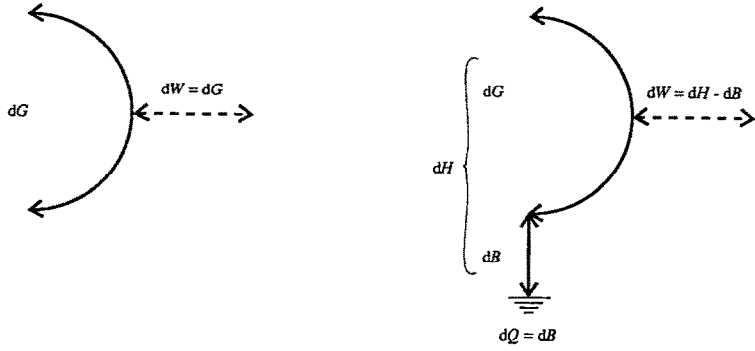 dG
dW = dG
dG
dW = dH - dB
dH
dB
dQ = dB